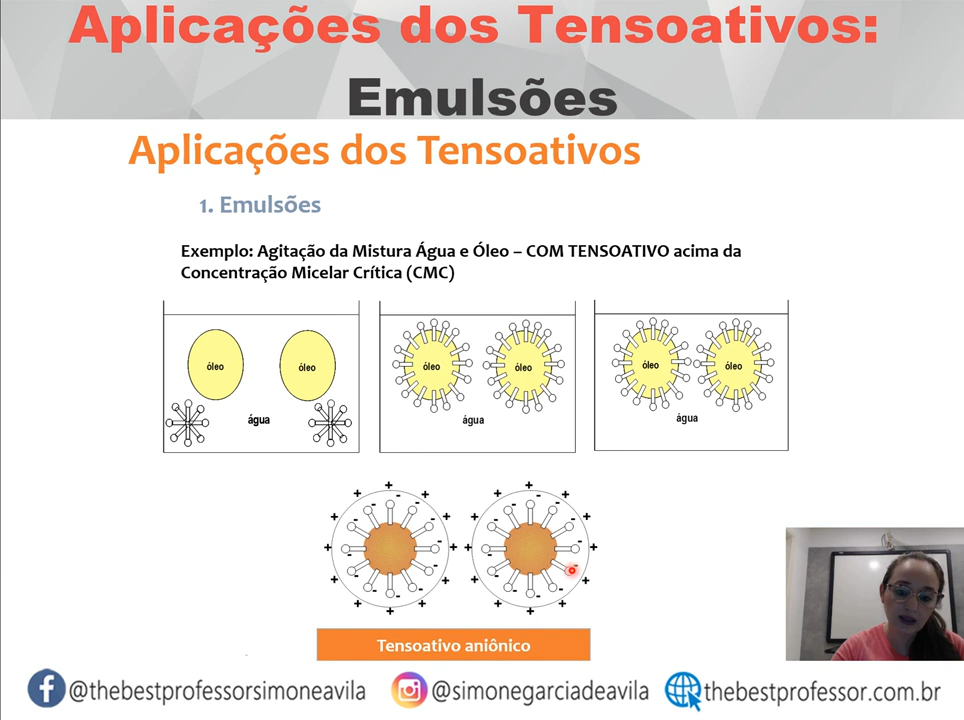 Aplicações dos Tensoativos:
Emulsões
Aplicações dos Tensoativos
1. Emulsões
Exemplo: Agitação da Mistura Água e Óleo – COM TENSOATIVO acima da
Concentração Micelar Crítica (CMC)
óleo óleo
água
óleo óleo
água
óleo óleo
água
Tensoativo aniônico
@thebestprofessorsimoneavila @simonegarciadeavila thebestprofessor.com.br